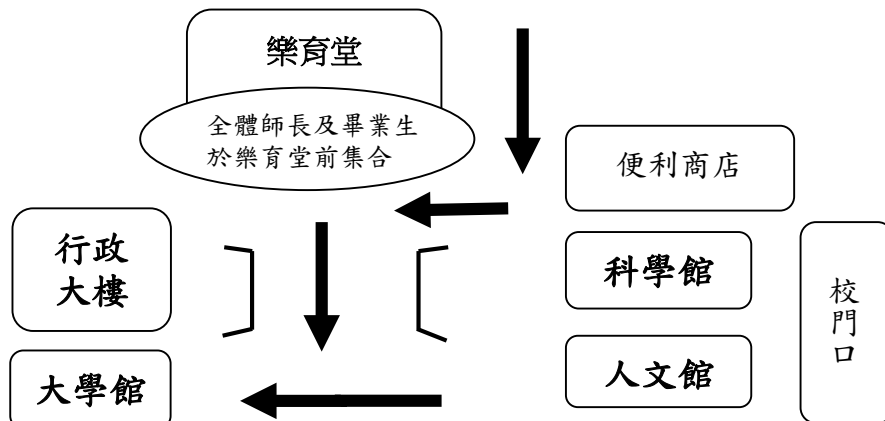 樂育堂
全體師長及畢業生
於樂育堂前集合
便利商店
行政
大樓
科學館
校門口
人文館
大學館